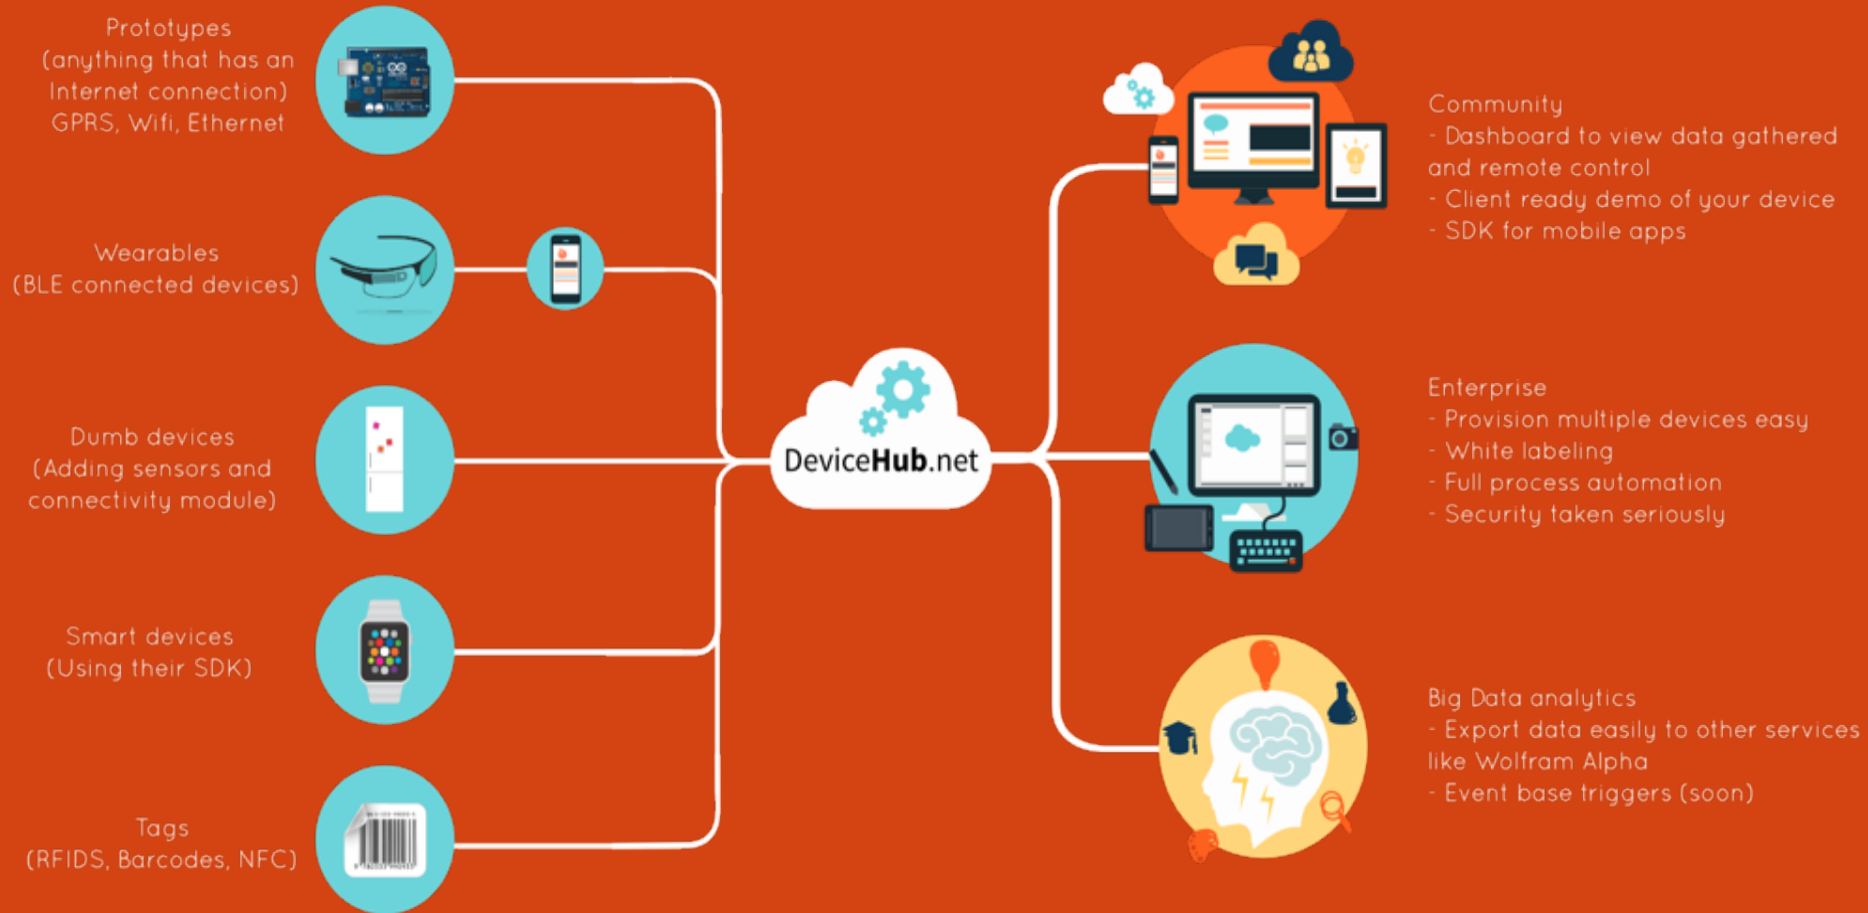 Prototypes
(anything that has an
Internet connection)
GPRS, Wifi, Ethernet
Wearables
(BLE connected devices)
Dumb devices
(Adding sensors and
connectivity module)
Smart devices
(Using their SDK)
Tags
(RFIDS, Barcodes, NFC)
DeviceHub.net
Community
- Dashboard to view data gathered
and remote control
- Client ready demo of your device
- SDK for mobile apps
Enterprise
- Provision multiple devices easy
- White labeling
- Full process automation
- Security taken seriously
Big Data analytics
- Export data easily to other services
like Wolfram Alpha
- Event base triggers (soon)